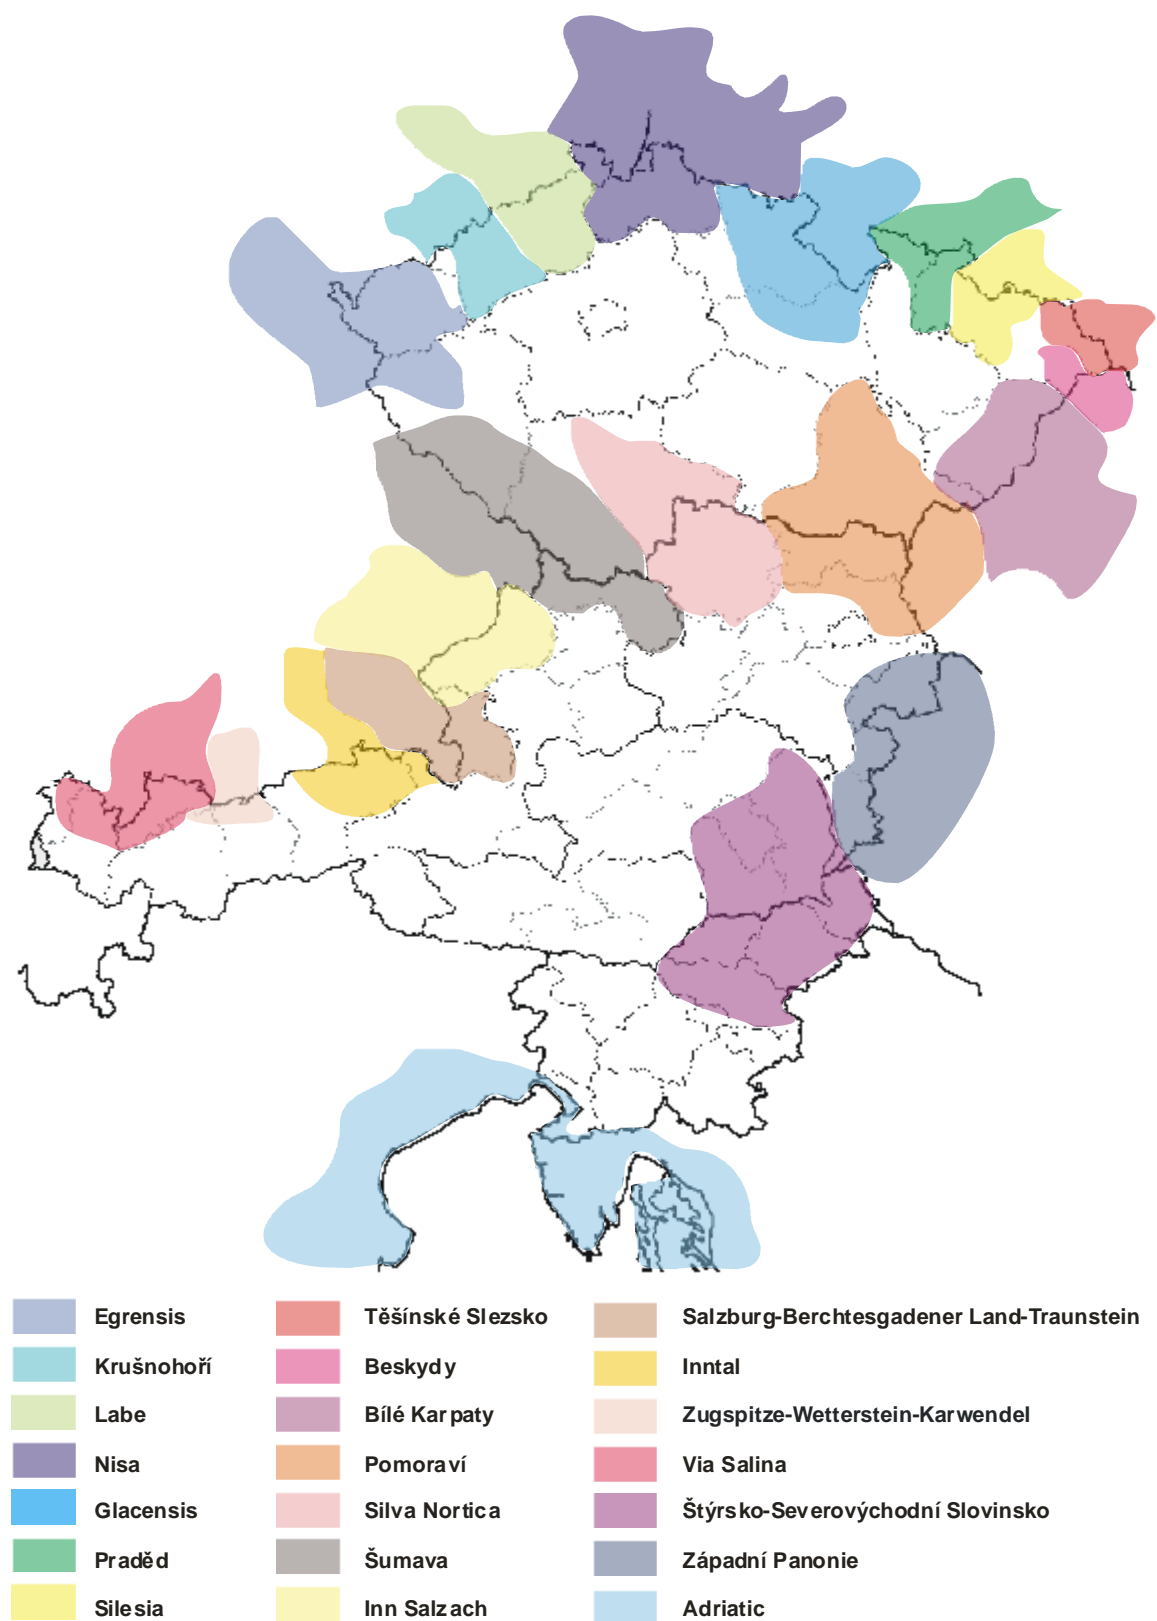 Egrensis
Krušnohoří
Labe
Nisa
Glacensis
Praděd
Silesia
Těšínské Slezsko
Beskydy
Bílé Karpaty
Pomoraví
Silva Nortica
Šumava
Inn Salzach
Salzburg-Berchtesgadener Land-Traunstein
Inntal
Zugspitze-Wetterstein-Karwendel
Via Salina
Štýrsko-Severovýchodní Slovinsko
Západní Panonie
Adriatic